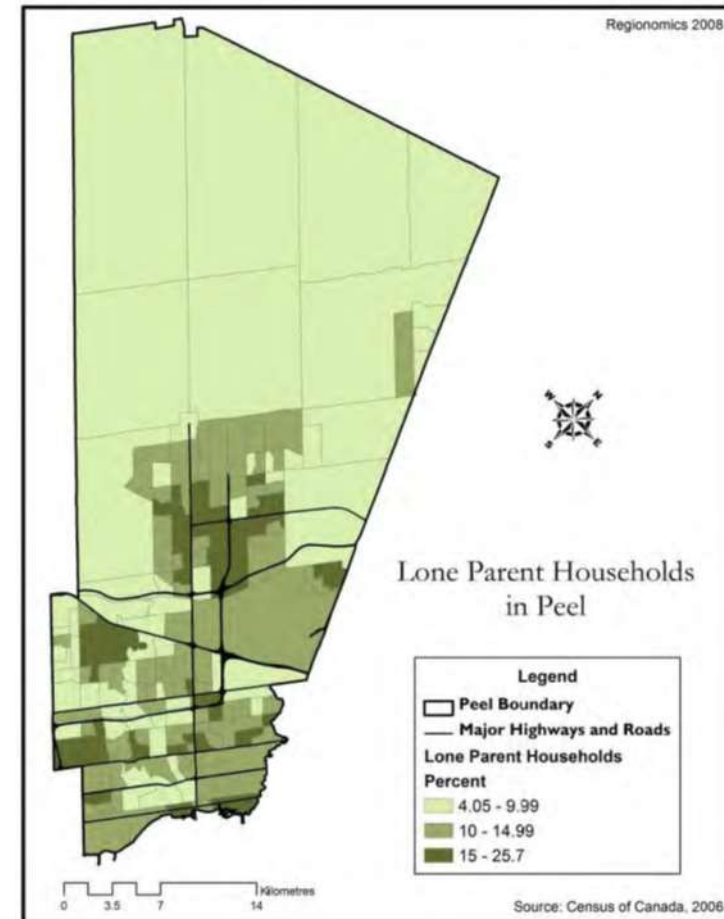 Regionomics 2008
N
N
S
E
Lone Parent Households
in Peel
Legend
Peel Boundary
Major Highways and Roads
Lone Parent Households
Percent
4.05 - 9.99
10 - 14.99
15 - 25.7
Kilometres
0 3.5 7 14
Source: Census of Canada, 2006